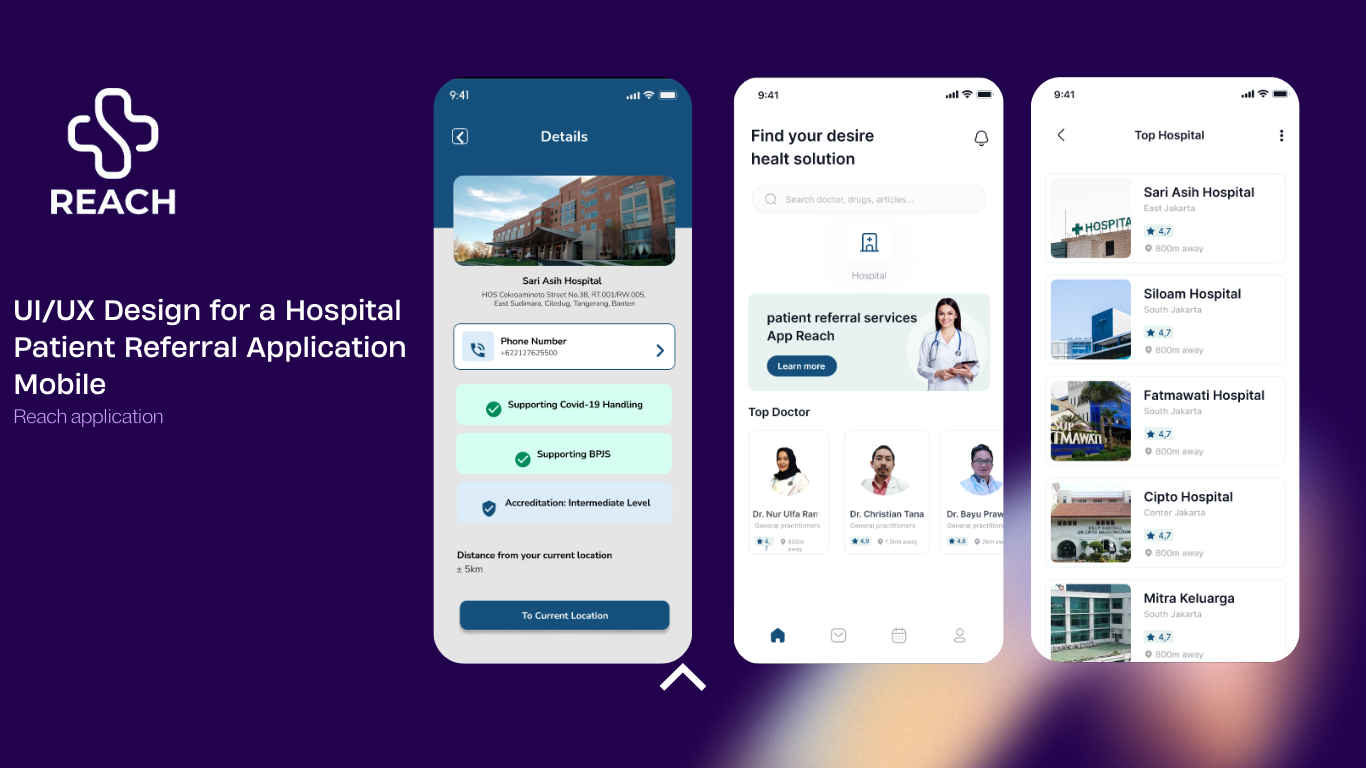 REACH
UI/UX Design for a Hospital
Patient Referral Application
Mobile
Reach application
9:41
Details
Sari Asih Hospital
HOS Cokroaminoto Street No.38, RT.001/RW.005,
East Sudimara, Ciledug, Tangerang, Banten
Phone Number
+622127625500
Supporting Covid-19 Handling
Supporting BPJS
Accreditation: Intermediate Level
Distance from your current location
± 5km
To Current Location
9:41
Find your desire
healt solution
Search doctor, drugs, articles...
Hospital
patient referral services
App Reach
Learn more
Top Doctor
Dr. Nur Ulfa Ram
General practitioners
4,
7
800m
away
Dr. Christian Tana
General practitioners
4,9
1,5km away
Dr. Bayu Praw
General practitioners
4,8
2km aw
9:41
Top Hospital
HOSPITA
Sari Asih Hospital
East Jakarta
4,7
800m away
Siloam Hospital
South Jakarta
4,7
800m away
MAWATI
Fatmawati Hospital
South Jakarta
4,7
800m away
Cipto Hospital
Center Jakarta
4,7
800m away
Mitra Keluarga
South Jakarta
4,7
800m away